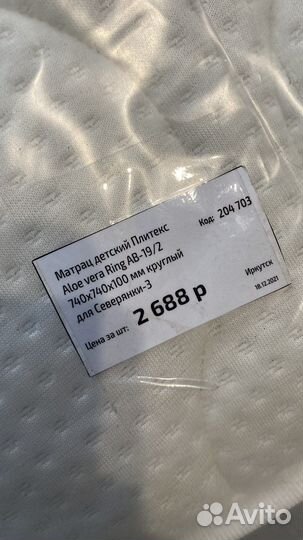 Матрац детский Плитекс
Код: 204 703
Aloe vera Ring АВ-19/2
740х740х100 мм круглый
для Северянки-3
Иркутск
Цена за шт: 2 688 р
18.12.2021
Avito